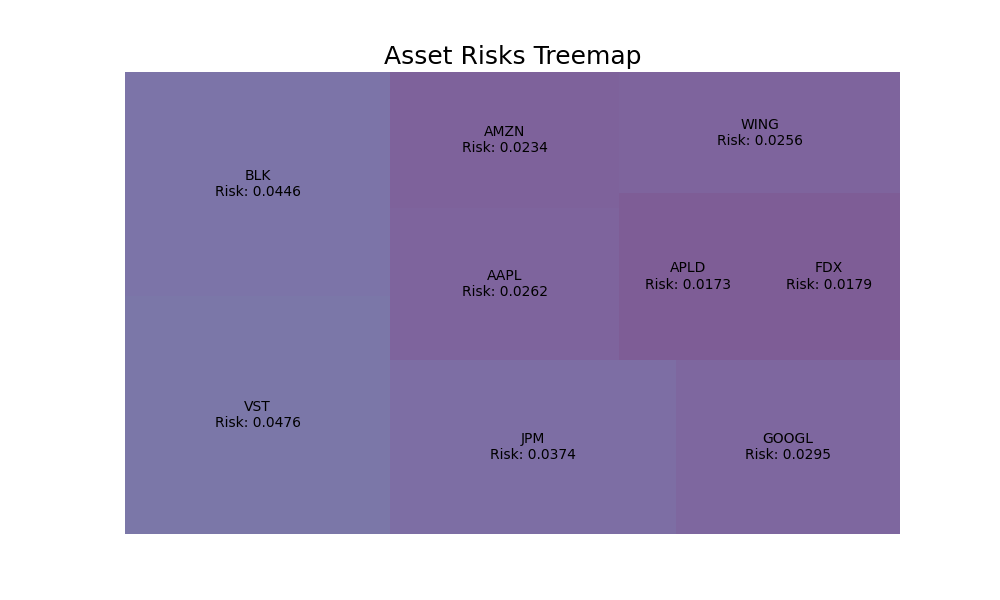 Asset Risks Treemap
BLK
Risk: 0.0446
VST
Risk: 0.0476
AMZN
Risk: 0.0234
AAPL
Risk: 0.0262
WING
Risk: 0.0256
APLD
Risk: 0.0173
FDX
Risk: 0.0179
JPM
Risk: 0.0374
GOOGL
Risk: 0.0295